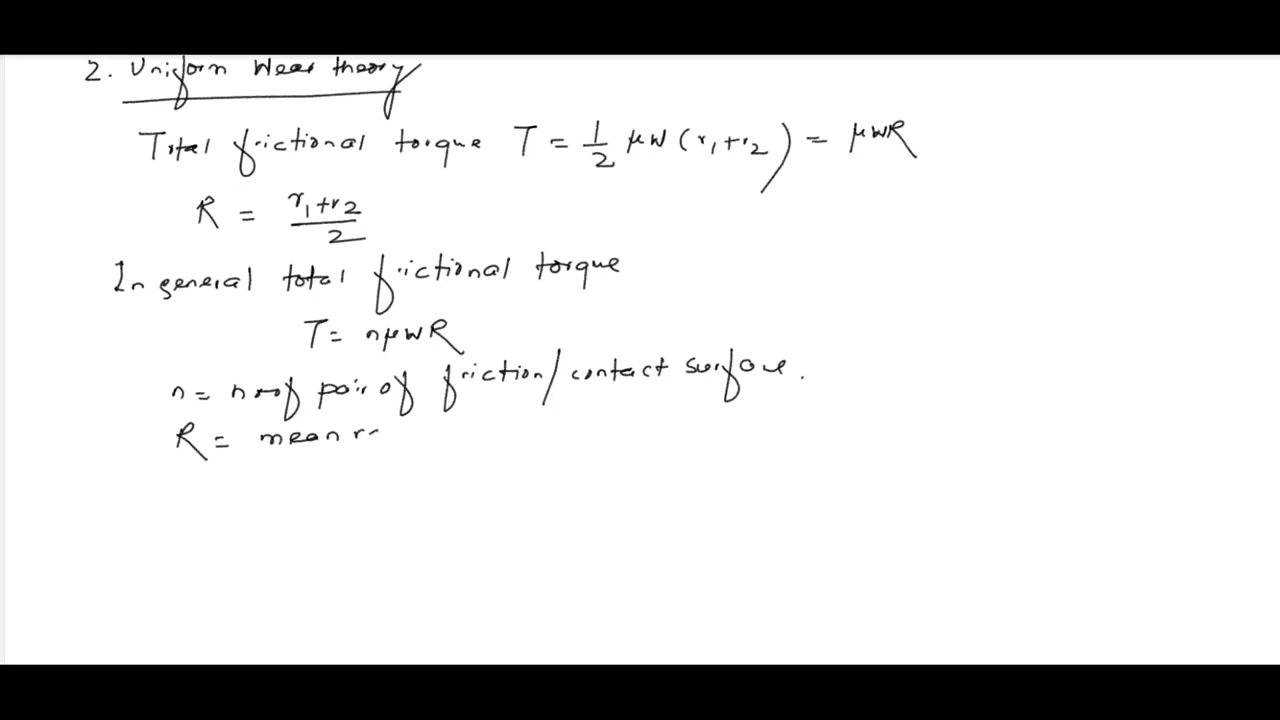 2. Uniform Wear theory
Total frictional torque T = 1/2 μW (r₁+r₂) = μWR
R = r₁+r₂/2
In general total frictional torque
T = nμWR
n = no of pair of friction/contact surface.
R = mean r